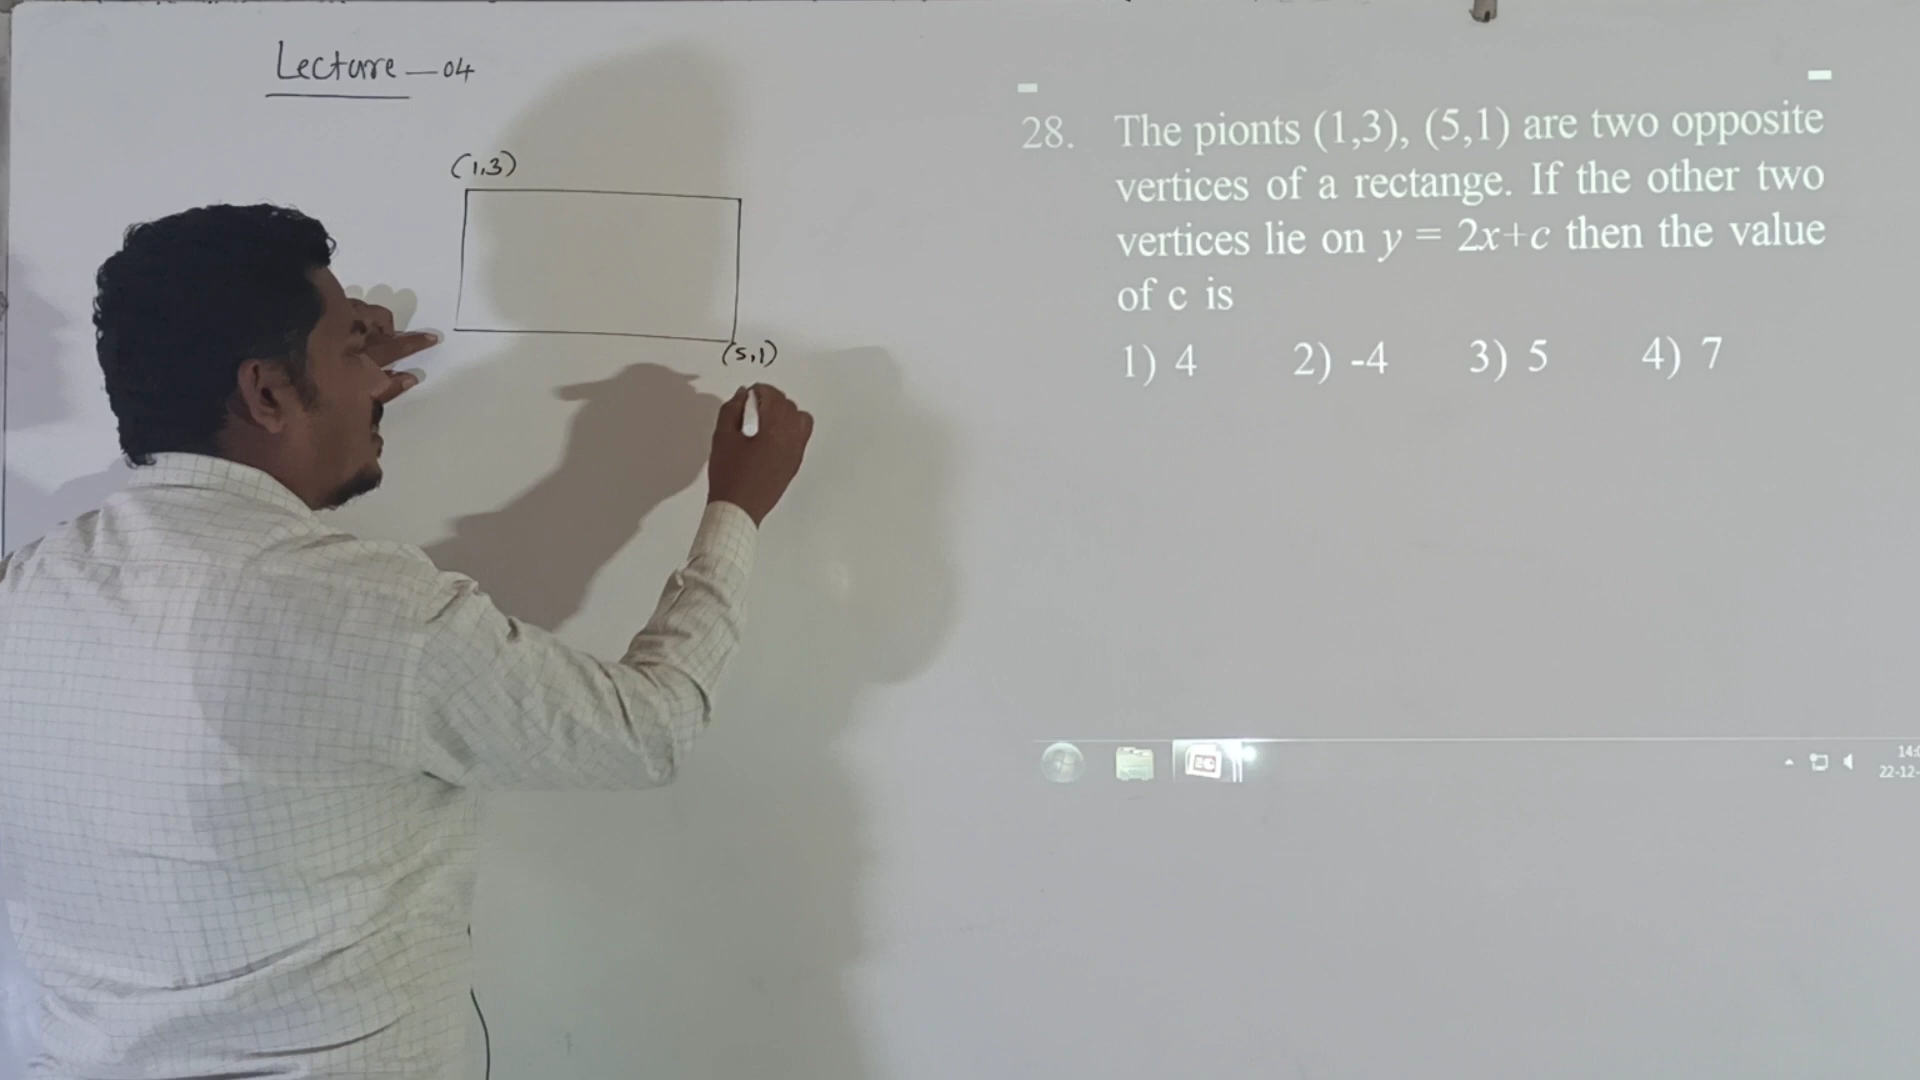 Lecture - 04
(1,3)
(5,1)
28. The pionts (1,3), (5,1) are two opposite
vertices of a rectange. If the other two
vertices lie on y = 2x+c then the value
of c is
1) 4 2) -4 3) 5 4) 7